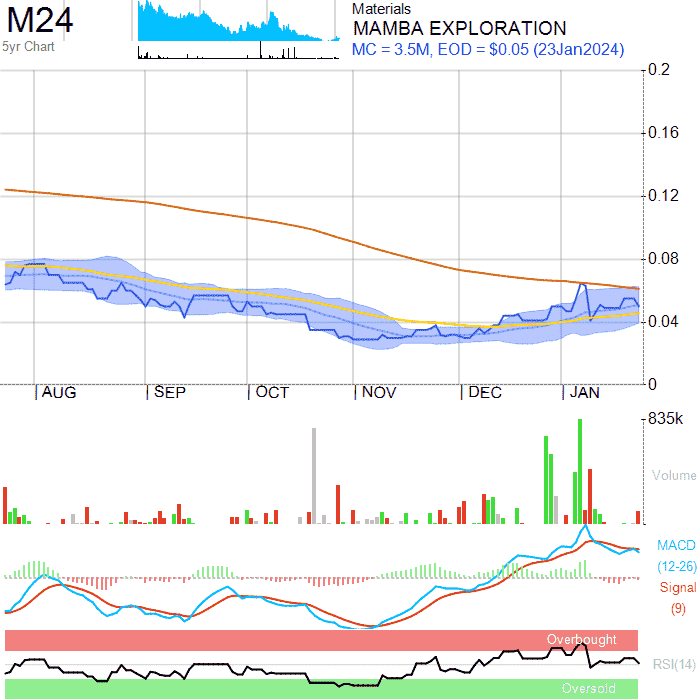 M24
5yr Chart
Materials
MAMBA EXPLORATION
MC = 3.5M, EOD = $0.05 (23Jan2024)
0.2
0.16
0.12
0.08
0.04
0
AUG SEP OCT NOV DEC JAN
835k
Volume
MACD
(12-26)
Signal
(9)
Overbought
RSI(14)
Oversold